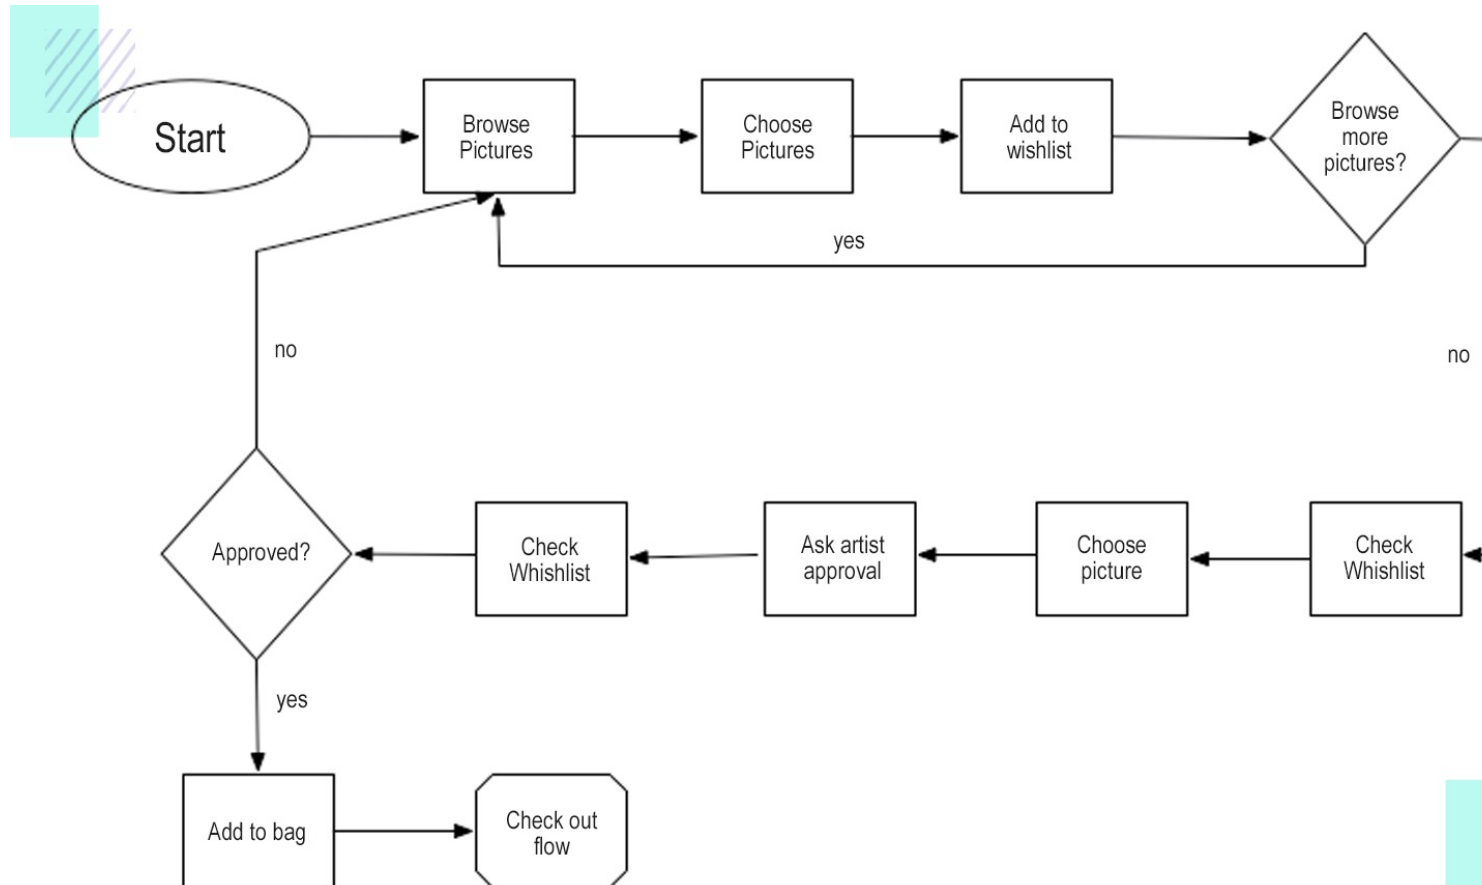 Start
Browse
Pictures
Choose
Pictures
Add to
wishlist
Browse
more
pictures?
yes
no
no
Approved?
Check
Whishlist
Ask artist
approval
Choose
picture
Check
Whishlist
yes
Add to bag
Check out
flow